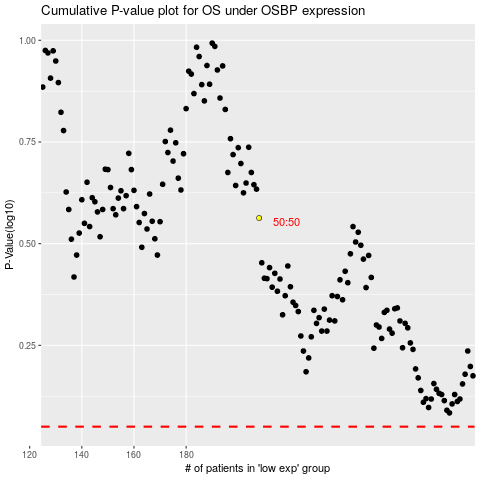 Cumulative P-value plot for OS under OSBP expression
P-Value(log10)
1.00
0.75
0.50
0.25
50:50
120 140 160 180
# of patients in 'low exp' group